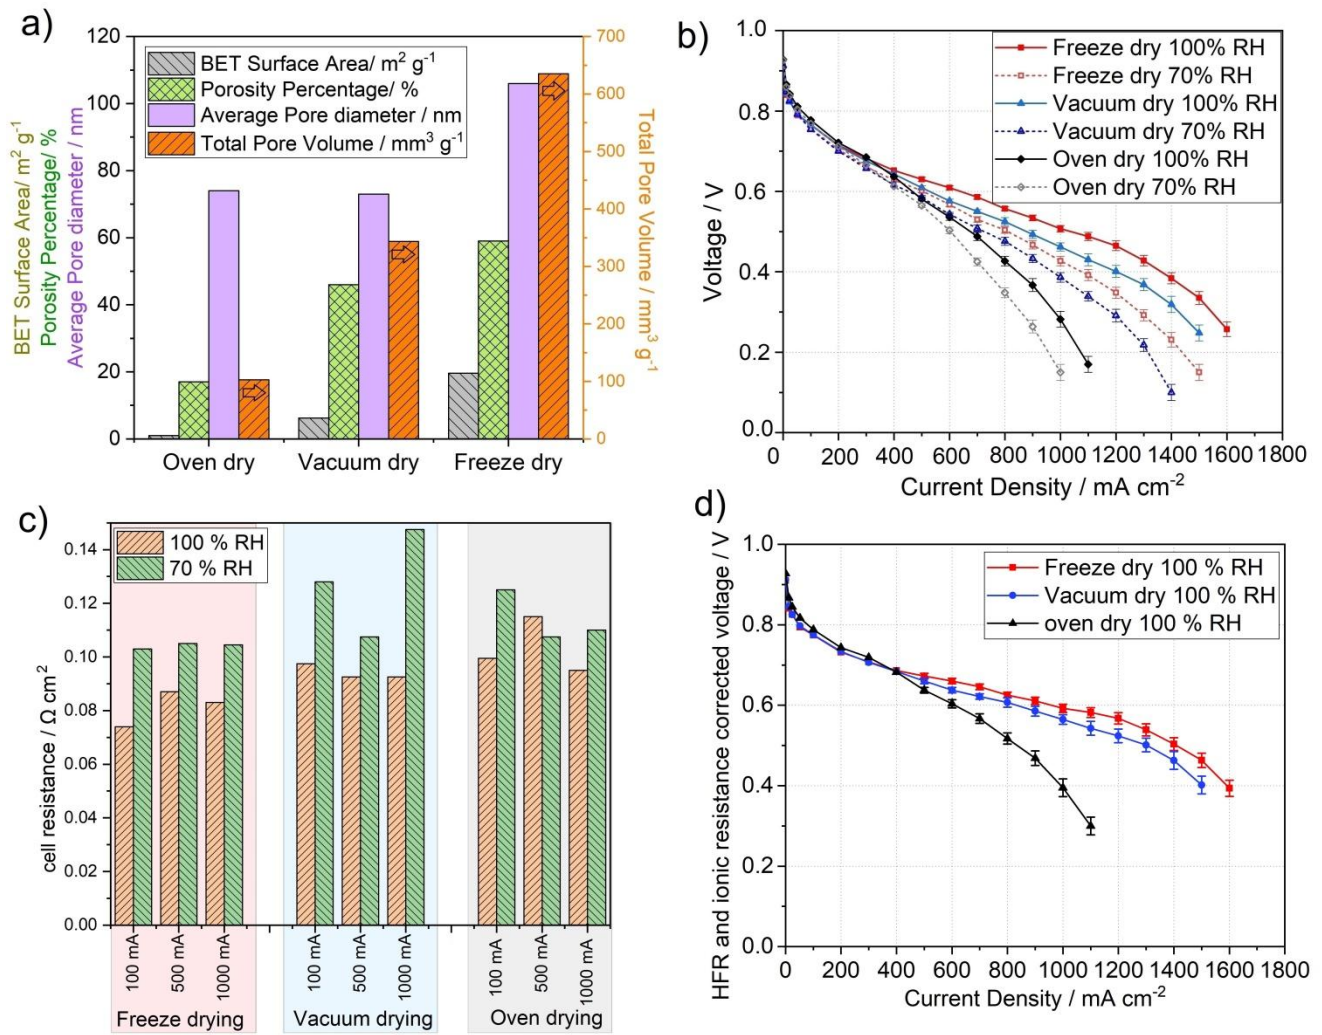 a)
120
100
80
60
40
20
0
BET Surface Area/ m² g⁻¹
Porosity Percentage/ %
Average Pore diameter / nm
BET Surface Area/ m² g⁻¹
Porosity Percentage/ %
Average Pore diameter / nm
Total Pore Volume / mm³ g⁻¹
700
600
500
400
300
200
100
0
Total Pore Volume / mm³ g⁻¹
Oven dry
Vacuum dry
Freeze dry
b)
1.0
0.8
0.6
0.4
0.2
0.0
Voltage / V
Freeze dry 100% RH
Freeze dry 70% RH
Vacuum dry 100% RH
Vacuum dry 70% RH
Oven dry 100% RH
Oven dry 70% RH
0 200 400 600 800 1000 1200 1400 1600 1800
Current Density / mA cm⁻²
c)
0.14
0.12
0.10
0.08
0.06
0.04
0.02
0.00
cell resistance / Ω cm²
100 % RH
70 % RH
100 mA
500 mA
1000 mA
100 mA
500 mA
1000 mA
100 mA
500 mA
1000 mA
Freeze drying
Vacuum drying
Oven drying
d)
1.0
0.8
0.6
0.4
0.2
0.0
HFR and ionic resistance corrected voltage / V
Freeze dry 100 % RH
Vacuum dry 100 % RH
oven dry 100 % RH
0 200 400 600 800 1000 1200 1400 1600 1800
Current Density / mA cm⁻²